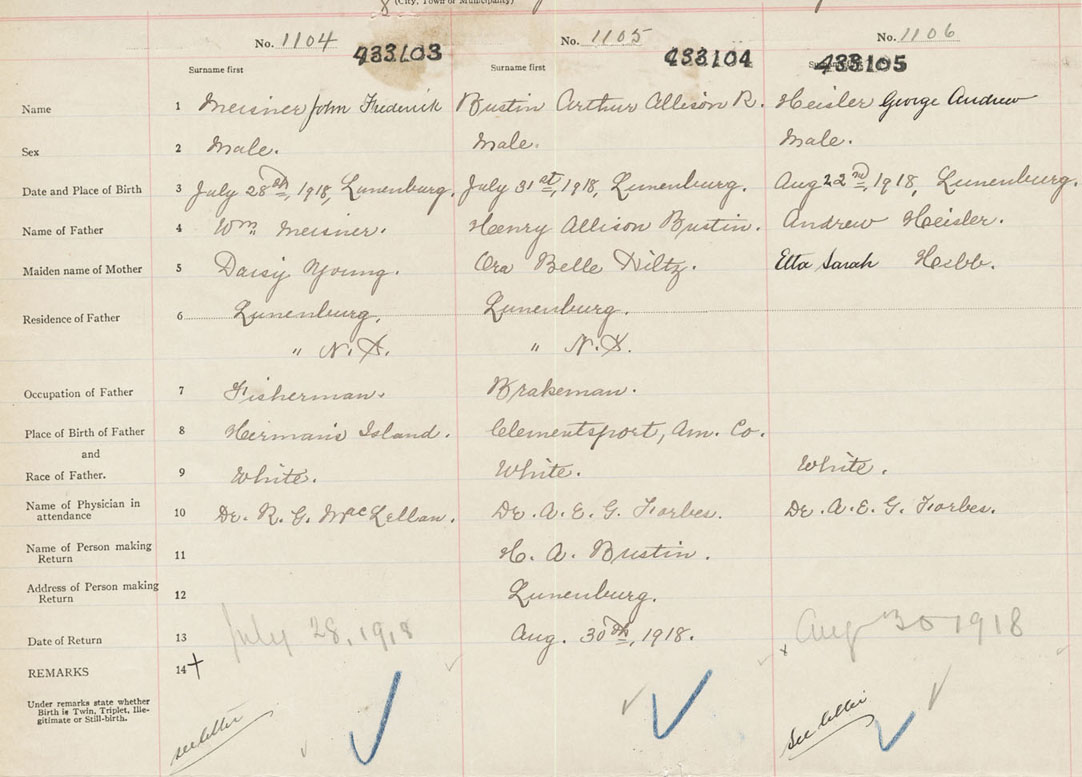 (City, Town or Municipality)
No. 1104 433103 No. 1105 433104 No. 1106 433105
Surname first Surname first
Name 1 Meisner John Frederick Bustin Arthur Allison R. Heisler George Andrew
Sex 2 Male. Male. Male.
Date and Place of Birth 3 July 28th, 1918, Lunenburg. July 31st, 1918, Lunenburg. Aug 22nd, 1918, Lunenburg.
Name of Father 4 Wm. Meisner. Henry Allison Bustin. Andrew Heisler.
Maiden name of Mother 5 Daisy Young. Ora Belle Hiltz. Etta Sarah Hebb.
Residence of Father 6 Lunenburg, Lunenburg.
" N.S. " N.S.
Occupation of Father 7 Fisherman. Brakeman.
Place of Birth of Father 8 Herman's Island. Clementsport, An. Co.
and
Race of Father. 9 White. White. White.
Name of Physician in
attendance 10 Dr. R. G. MacLellan. Dr. A. E. G. Forbes. Dr. A. E. G. Forbes.
Name of Person making
Return 11 H. A. Bustin.
Address of Person making
Return 12 Lunenburg.
Date of Return 13 July 28, 1918 Aug. 30th, 1918. x Aug 30 1918
REMARKS 14
Under remarks state whether
Birth is Twin, Triplet, Ille-
gitimate or Still-birth.
see letter See letter